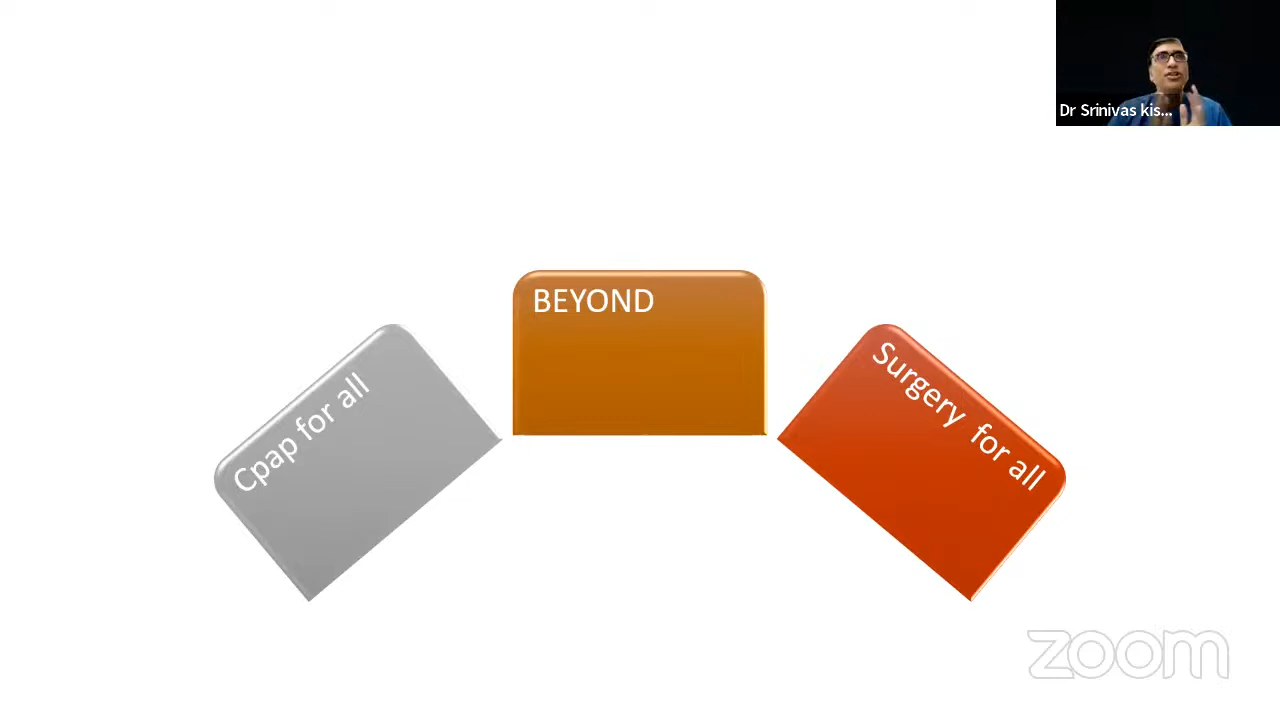 Dr Srinivas kis...
BEYOND
Cpap for all
Surgery for all
zoom